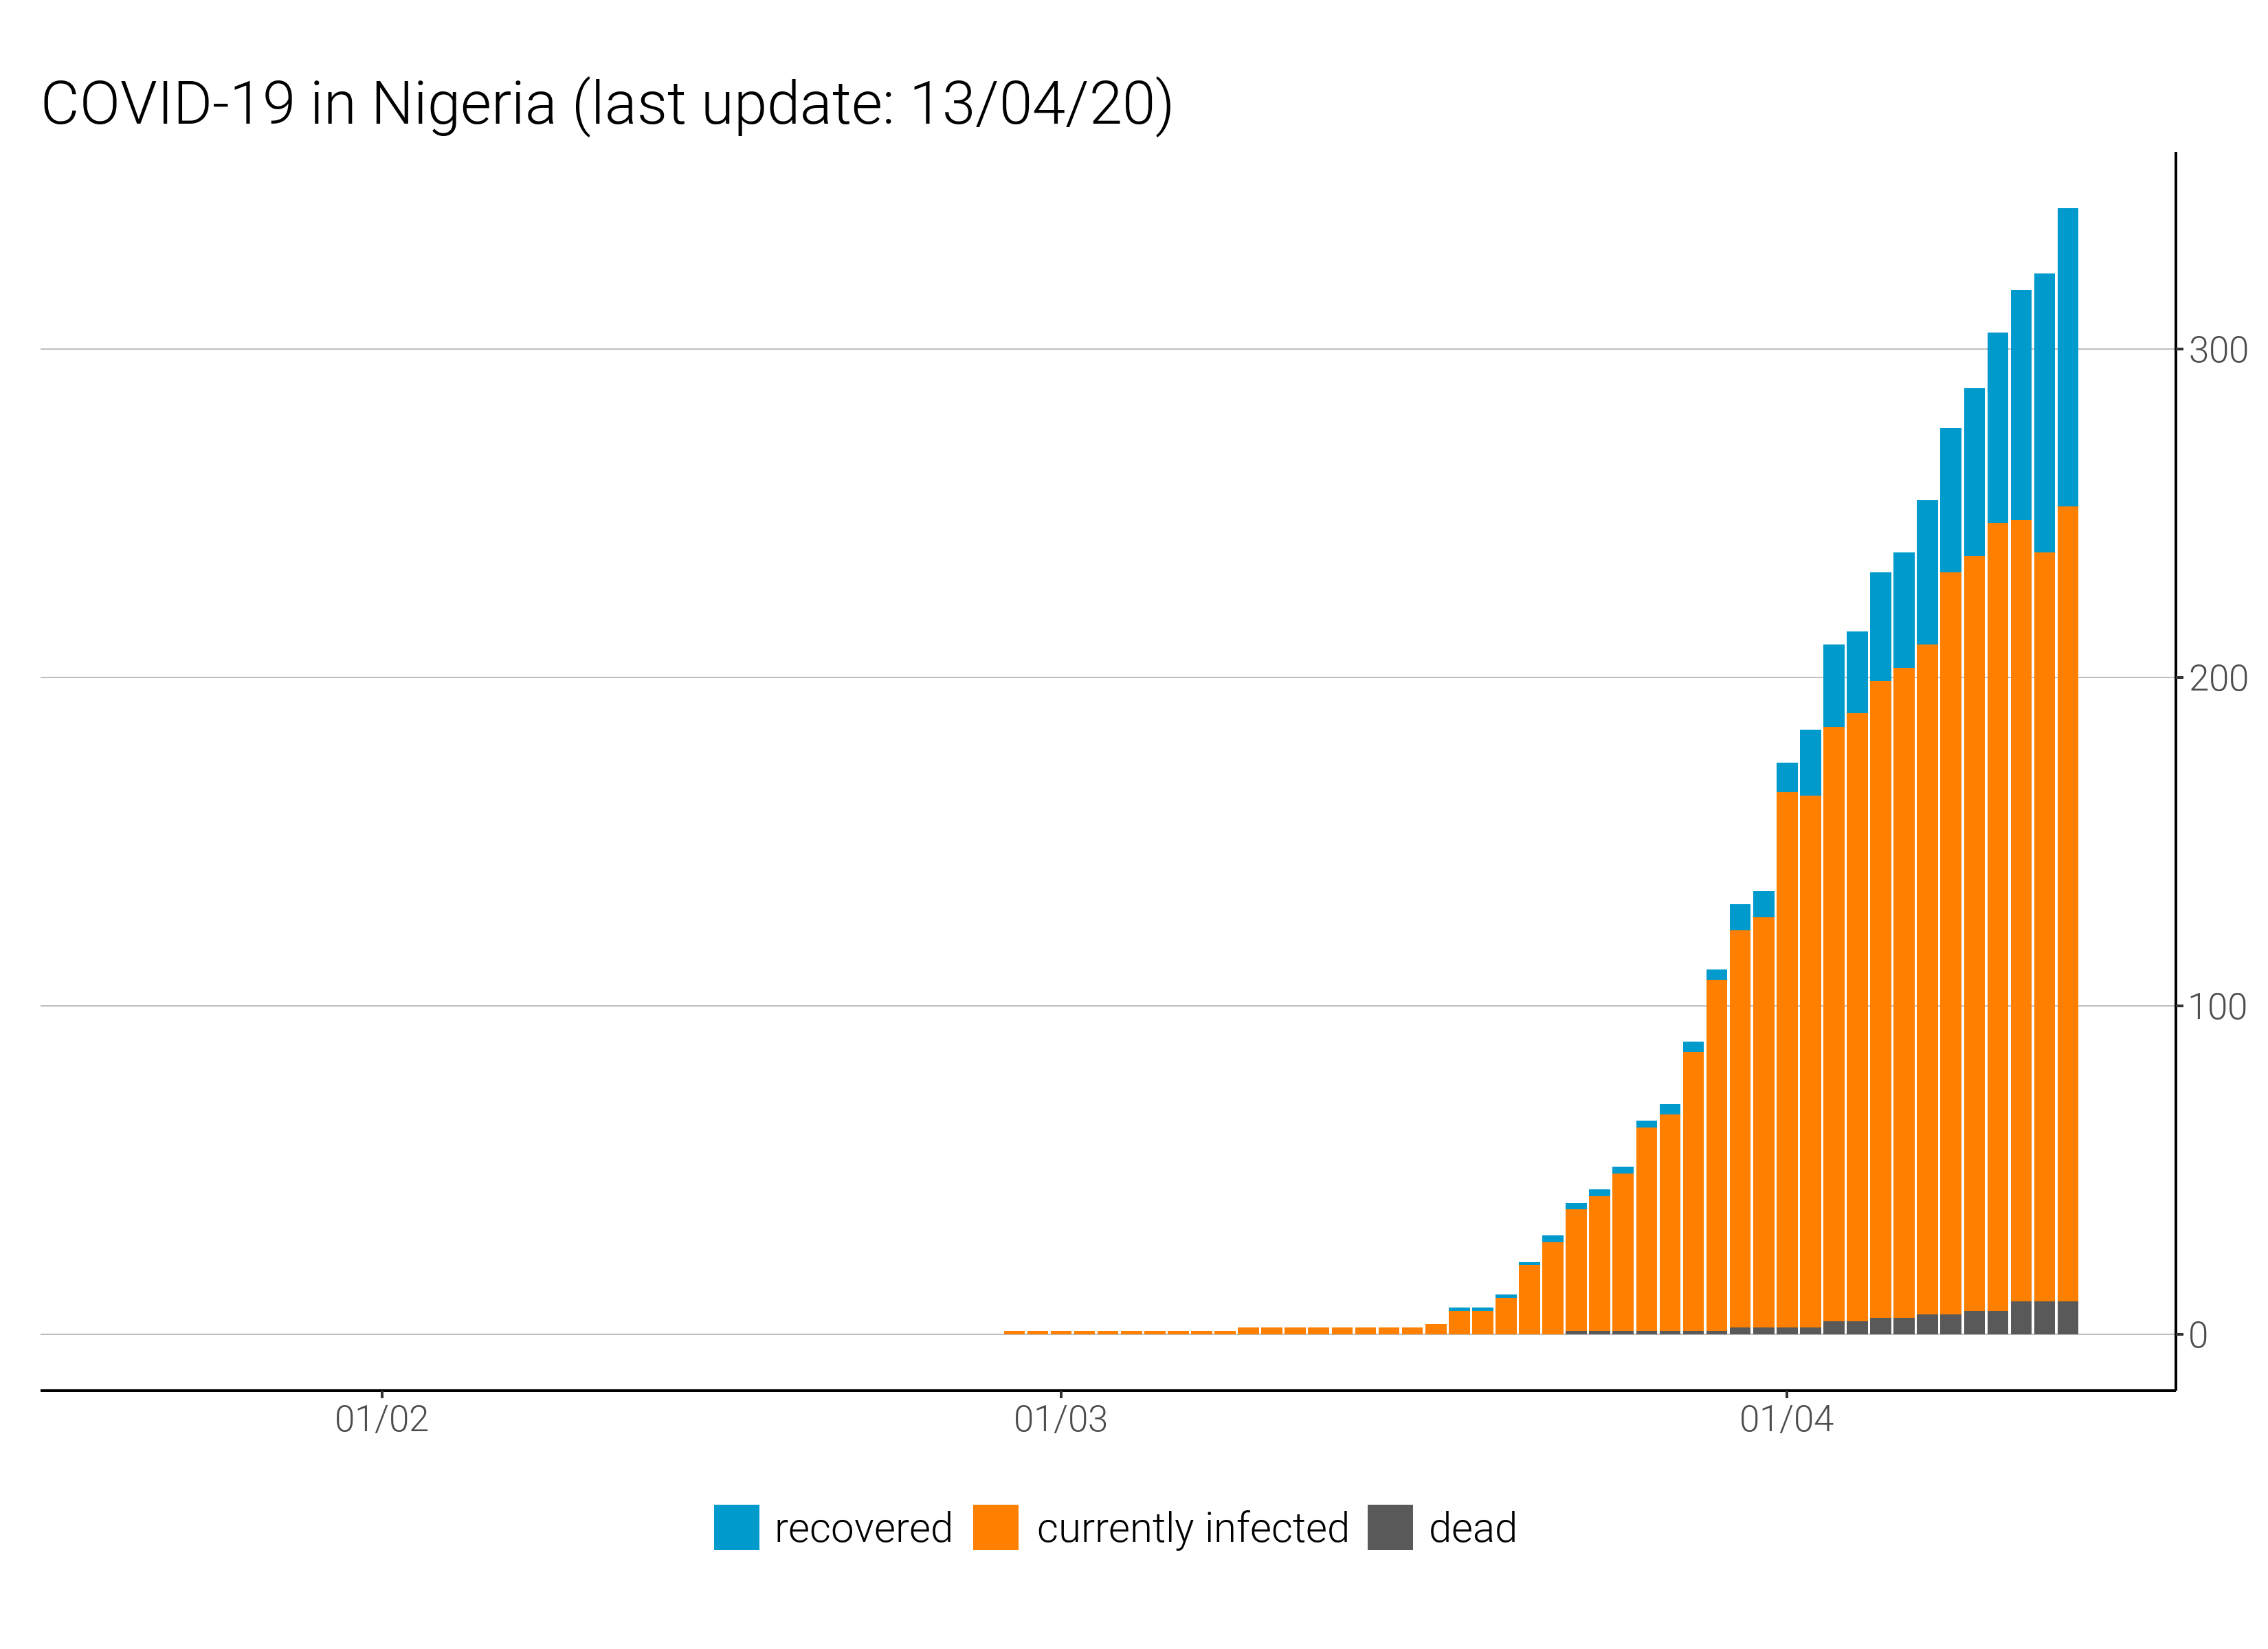 COVID-19 in Nigeria (last update: 13/04/20)
300
200
100
0
01/02 01/03 01/04
recovered currently infected dead